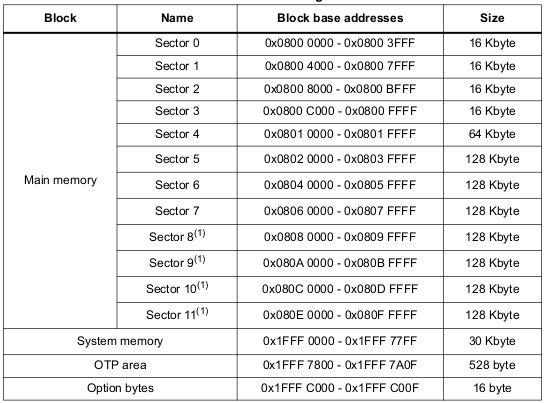 Block Name Block base addresses Size
Main memory
Sector 0 0x0800 0000 - 0x0800 3FFF 16 Kbyte
Sector 1 0x0800 4000 - 0x0800 7FFF 16 Kbyte
Sector 2 0x0800 8000 - 0x0800 BFFF 16 Kbyte
Sector 3 0x0800 C000 - 0x0800 FFFF 16 Kbyte
Sector 4 0x0801 0000 - 0x0801 FFFF 64 Kbyte
Sector 5 0x0802 0000 - 0x0803 FFFF 128 Kbyte
Sector 6 0x0804 0000 - 0x0805 FFFF 128 Kbyte
Sector 7 0x0806 0000 - 0x0807 FFFF 128 Kbyte
Sector 8(1) 0x0808 0000 - 0x0809 FFFF 128 Kbyte
Sector 9(1) 0x080A 0000 - 0x080B FFFF 128 Kbyte
Sector 10(1) 0x080C 0000 - 0x080D FFFF 128 Kbyte
Sector 11(1) 0x080E 0000 - 0x080F FFFF 128 Kbyte
System memory 0x1FFF 0000 - 0x1FFF 77FF 30 Kbyte
OTP area 0x1FFF 7800 - 0x1FFF 7A0F 528 byte
Option bytes 0x1FFF C000 - 0x1FFF C00F 16 byte